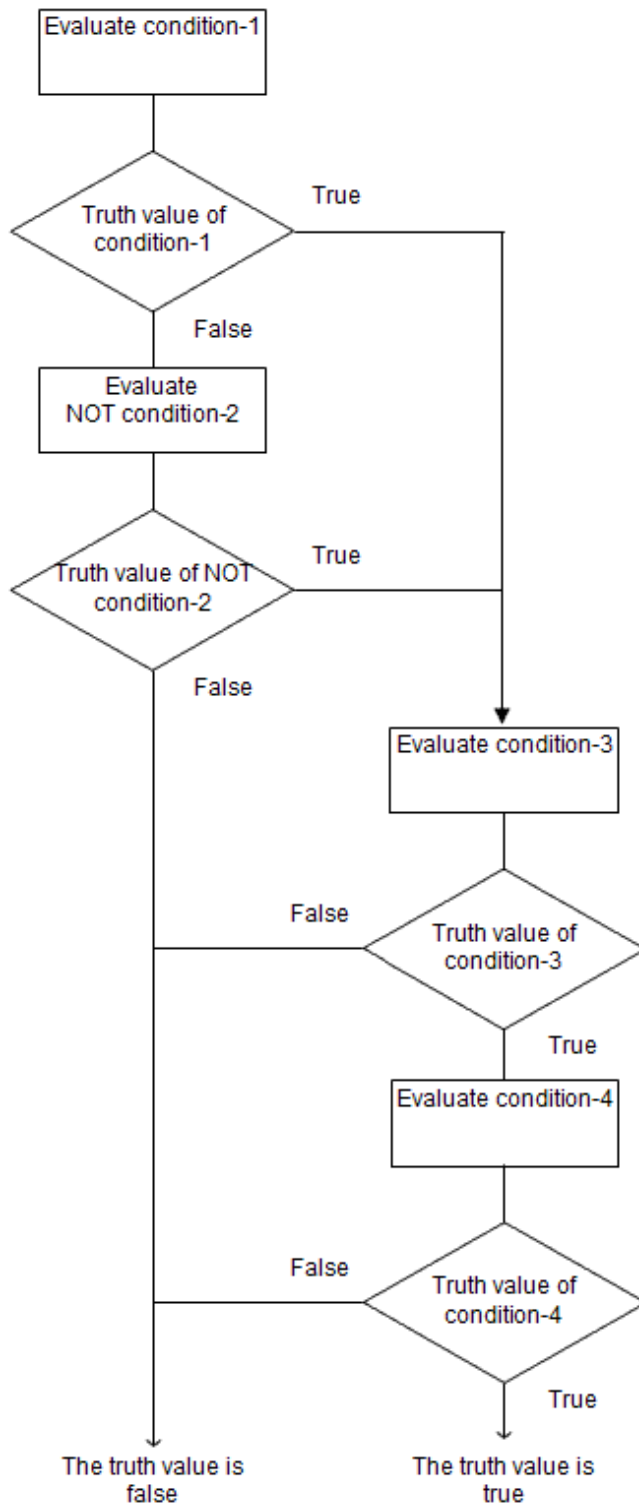 Evaluate condition-1
True
Truth value of
condition-1
False
Evaluate
NOT condition-2
True
Truth value of NOT
condition-2
False
Evaluate condition-3
False
Truth value of
condition-3
True
Evaluate condition-4
False
Truth value of
condition-4
True
The truth value is
false
The truth value is
true